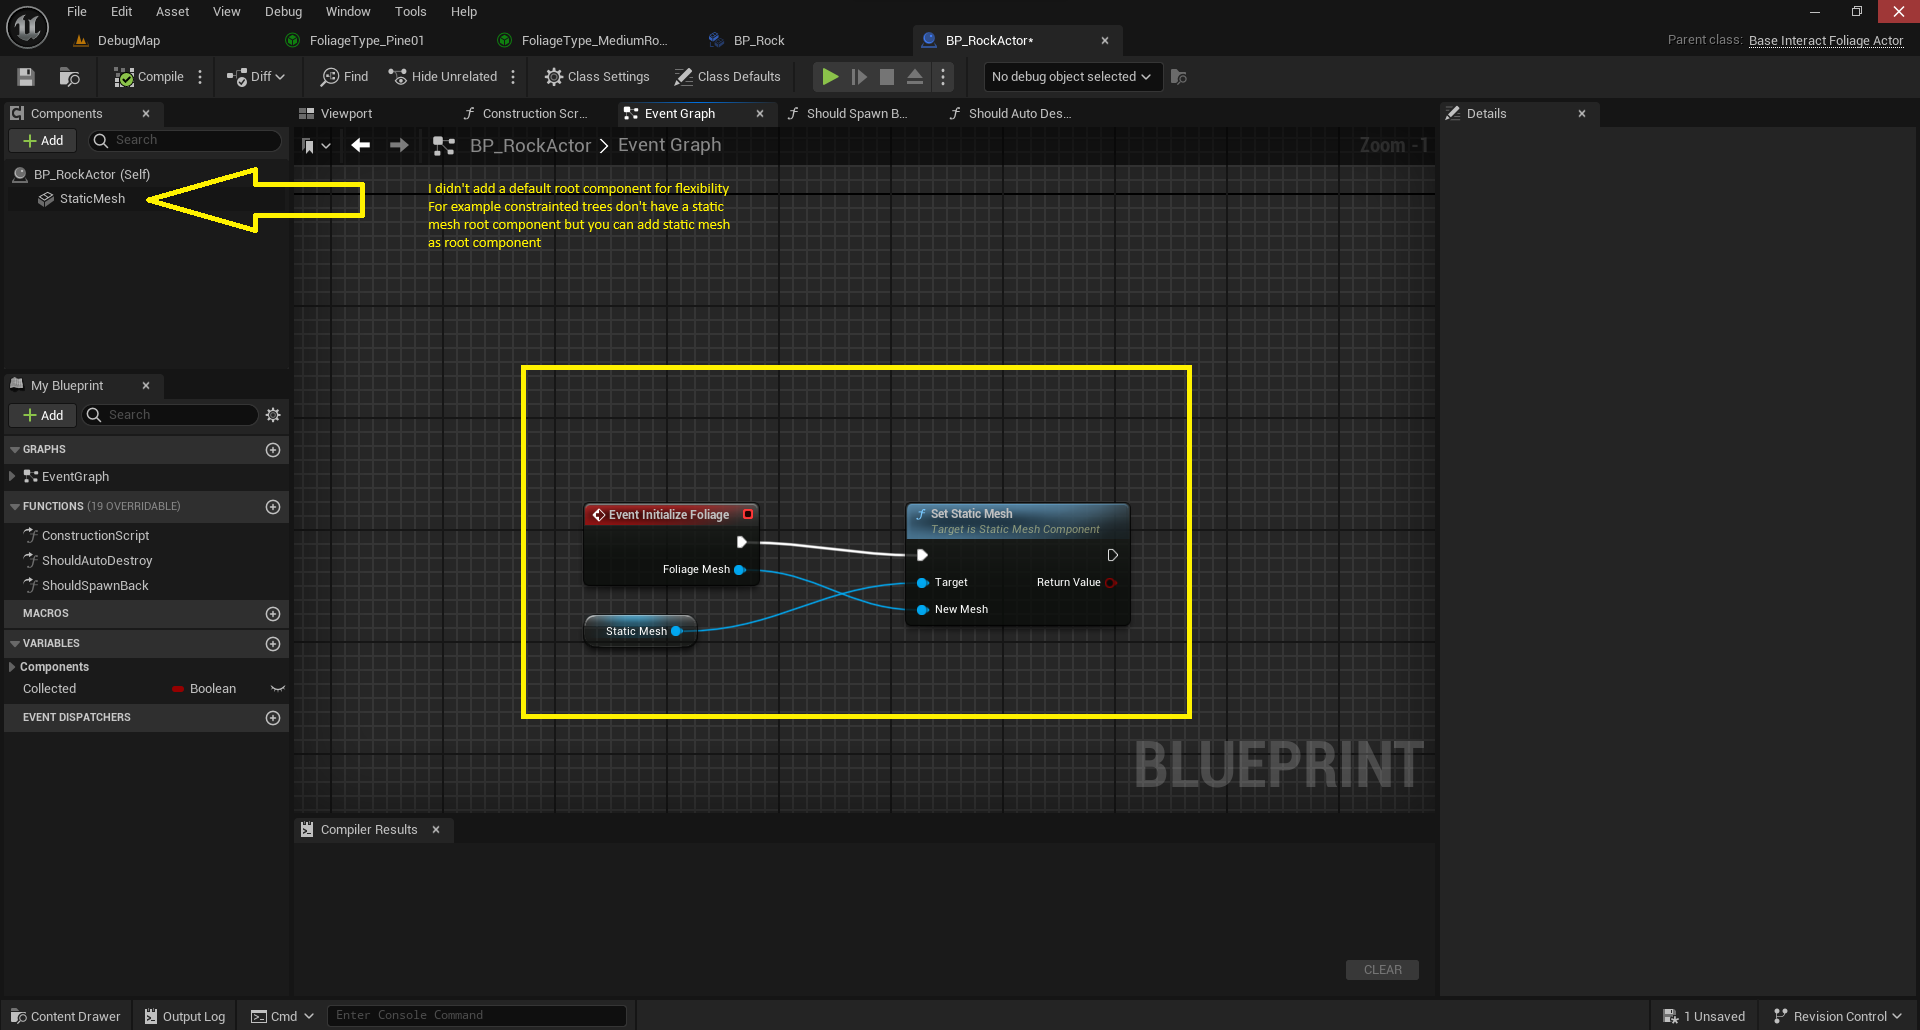 File Edit Asset View Debug Window Tools Help
DebugMap FoliageType_Pine01 FoliageType_MediumRo... BP_Rock BP_RockActor*
Parent class: Base Interact Foliage Actor
Compile Diff Find Hide Unrelated Class Settings Class Defaults No debug object selected
Components
Add Search
BP_RockActor (Self)
StaticMesh
My Blueprint
Add Search
GRAPHS
EventGraph
FUNCTIONS (19 OVERRIDABLE)
ConstructionScript
ShouldAutoDestroy
ShouldSpawnBack
MACROS
VARIABLES
Components
Collected Boolean
EVENT DISPATCHERS
Viewport Construction Scr... Event Graph Should Spawn B... Should Auto Des...
BP_RockActor > Event Graph
Zoom -1
I didn't add a default root component for flexibility
For example constrainted trees don't have a static
mesh root component but you can add static mesh
as root component
Event Initialize Foliage
Foliage Mesh
Static Mesh
Set Static Mesh
Target is Static Mesh Component
Target Return Value
New Mesh
BLUEPRINT
Compiler Results
CLEAR
Details
Content Drawer Output Log Cmd Enter Console Command 1 Unsaved Revision Control